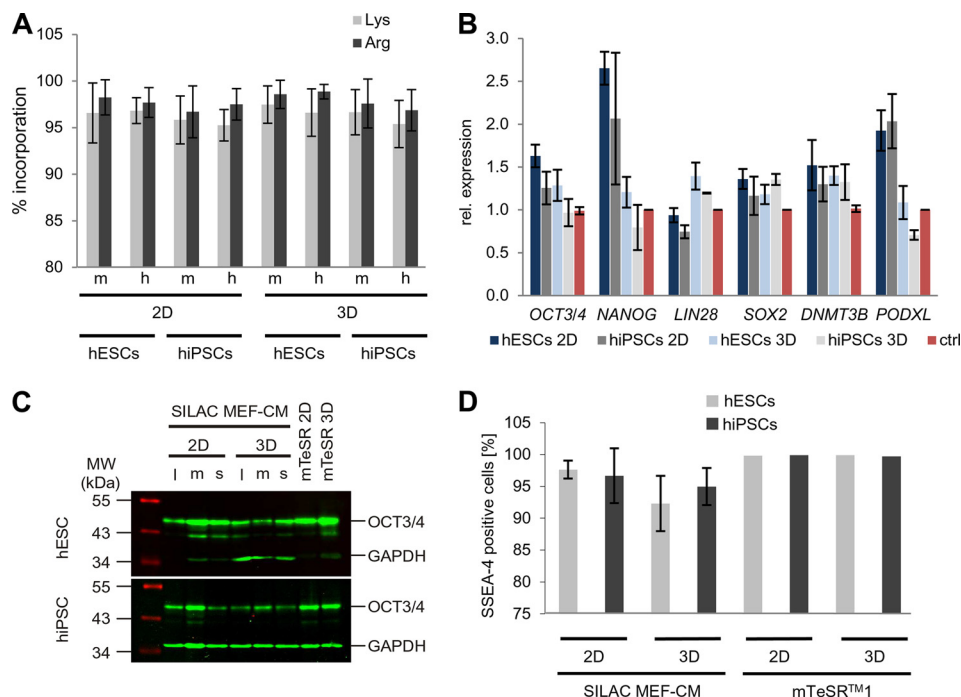 A
Lys
Arg
% incorporation
105
100
95
90
85
80
m h m h m h m h
2D 3D
hESCs hiPSCs hESCs hiPSCs
B
rel. expression
3.0
2.5
2.0
1.5
1.0
0.5
0.0
OCT3/4 NANOG LIN28 SOX2 DNMT3B PODXL
hESCs 2D hiPSCs 2D hESCs 3D hiPSCs 3D ctrl
C
SILAC MEF-CM
mTeSR 2D
mTeSR 3D
2D 3D
MW
(kDa)
l m s l m s
hESC
55
43
34
OCT3/4
GAPDH
hiPSC
55
43
34
OCT3/4
GAPDH
D
hESCs
hiPSCs
SSEA-4 positive cells [%]
105
100
95
90
85
80
75
2D 3D 2D 3D
SILAC MEF-CM mTeSR™1